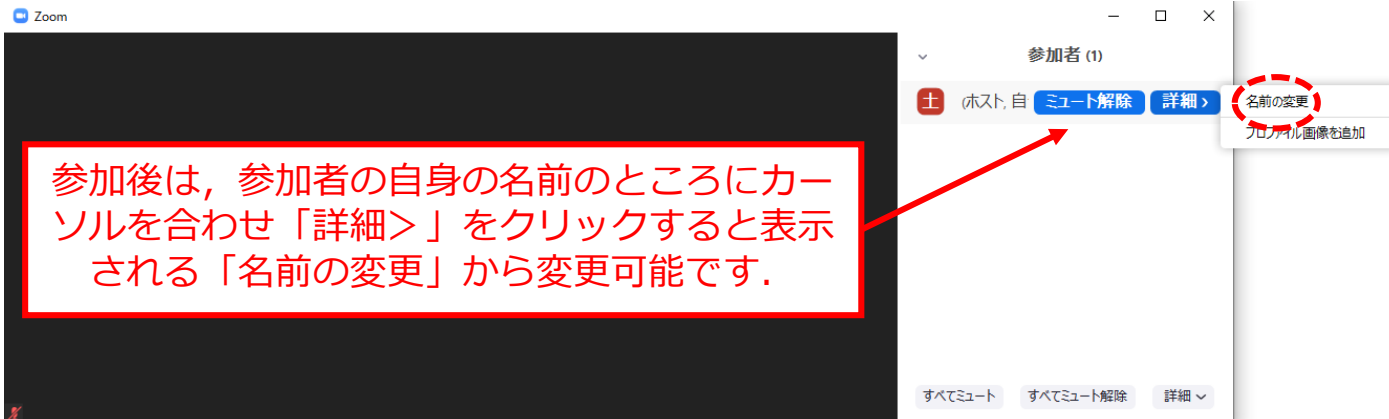 Zoom
参加者 (1)
土 (ホスト, 自 ミュート解除 詳細 >
名前の変更
プロファイル画像を追加
参加後は，参加者の自身の名前のところにカー
ソルを合わせ「詳細＞」をクリックすると表示
される「名前の変更」から変更可能です．
すべてミュート すべてミュート解除 詳細